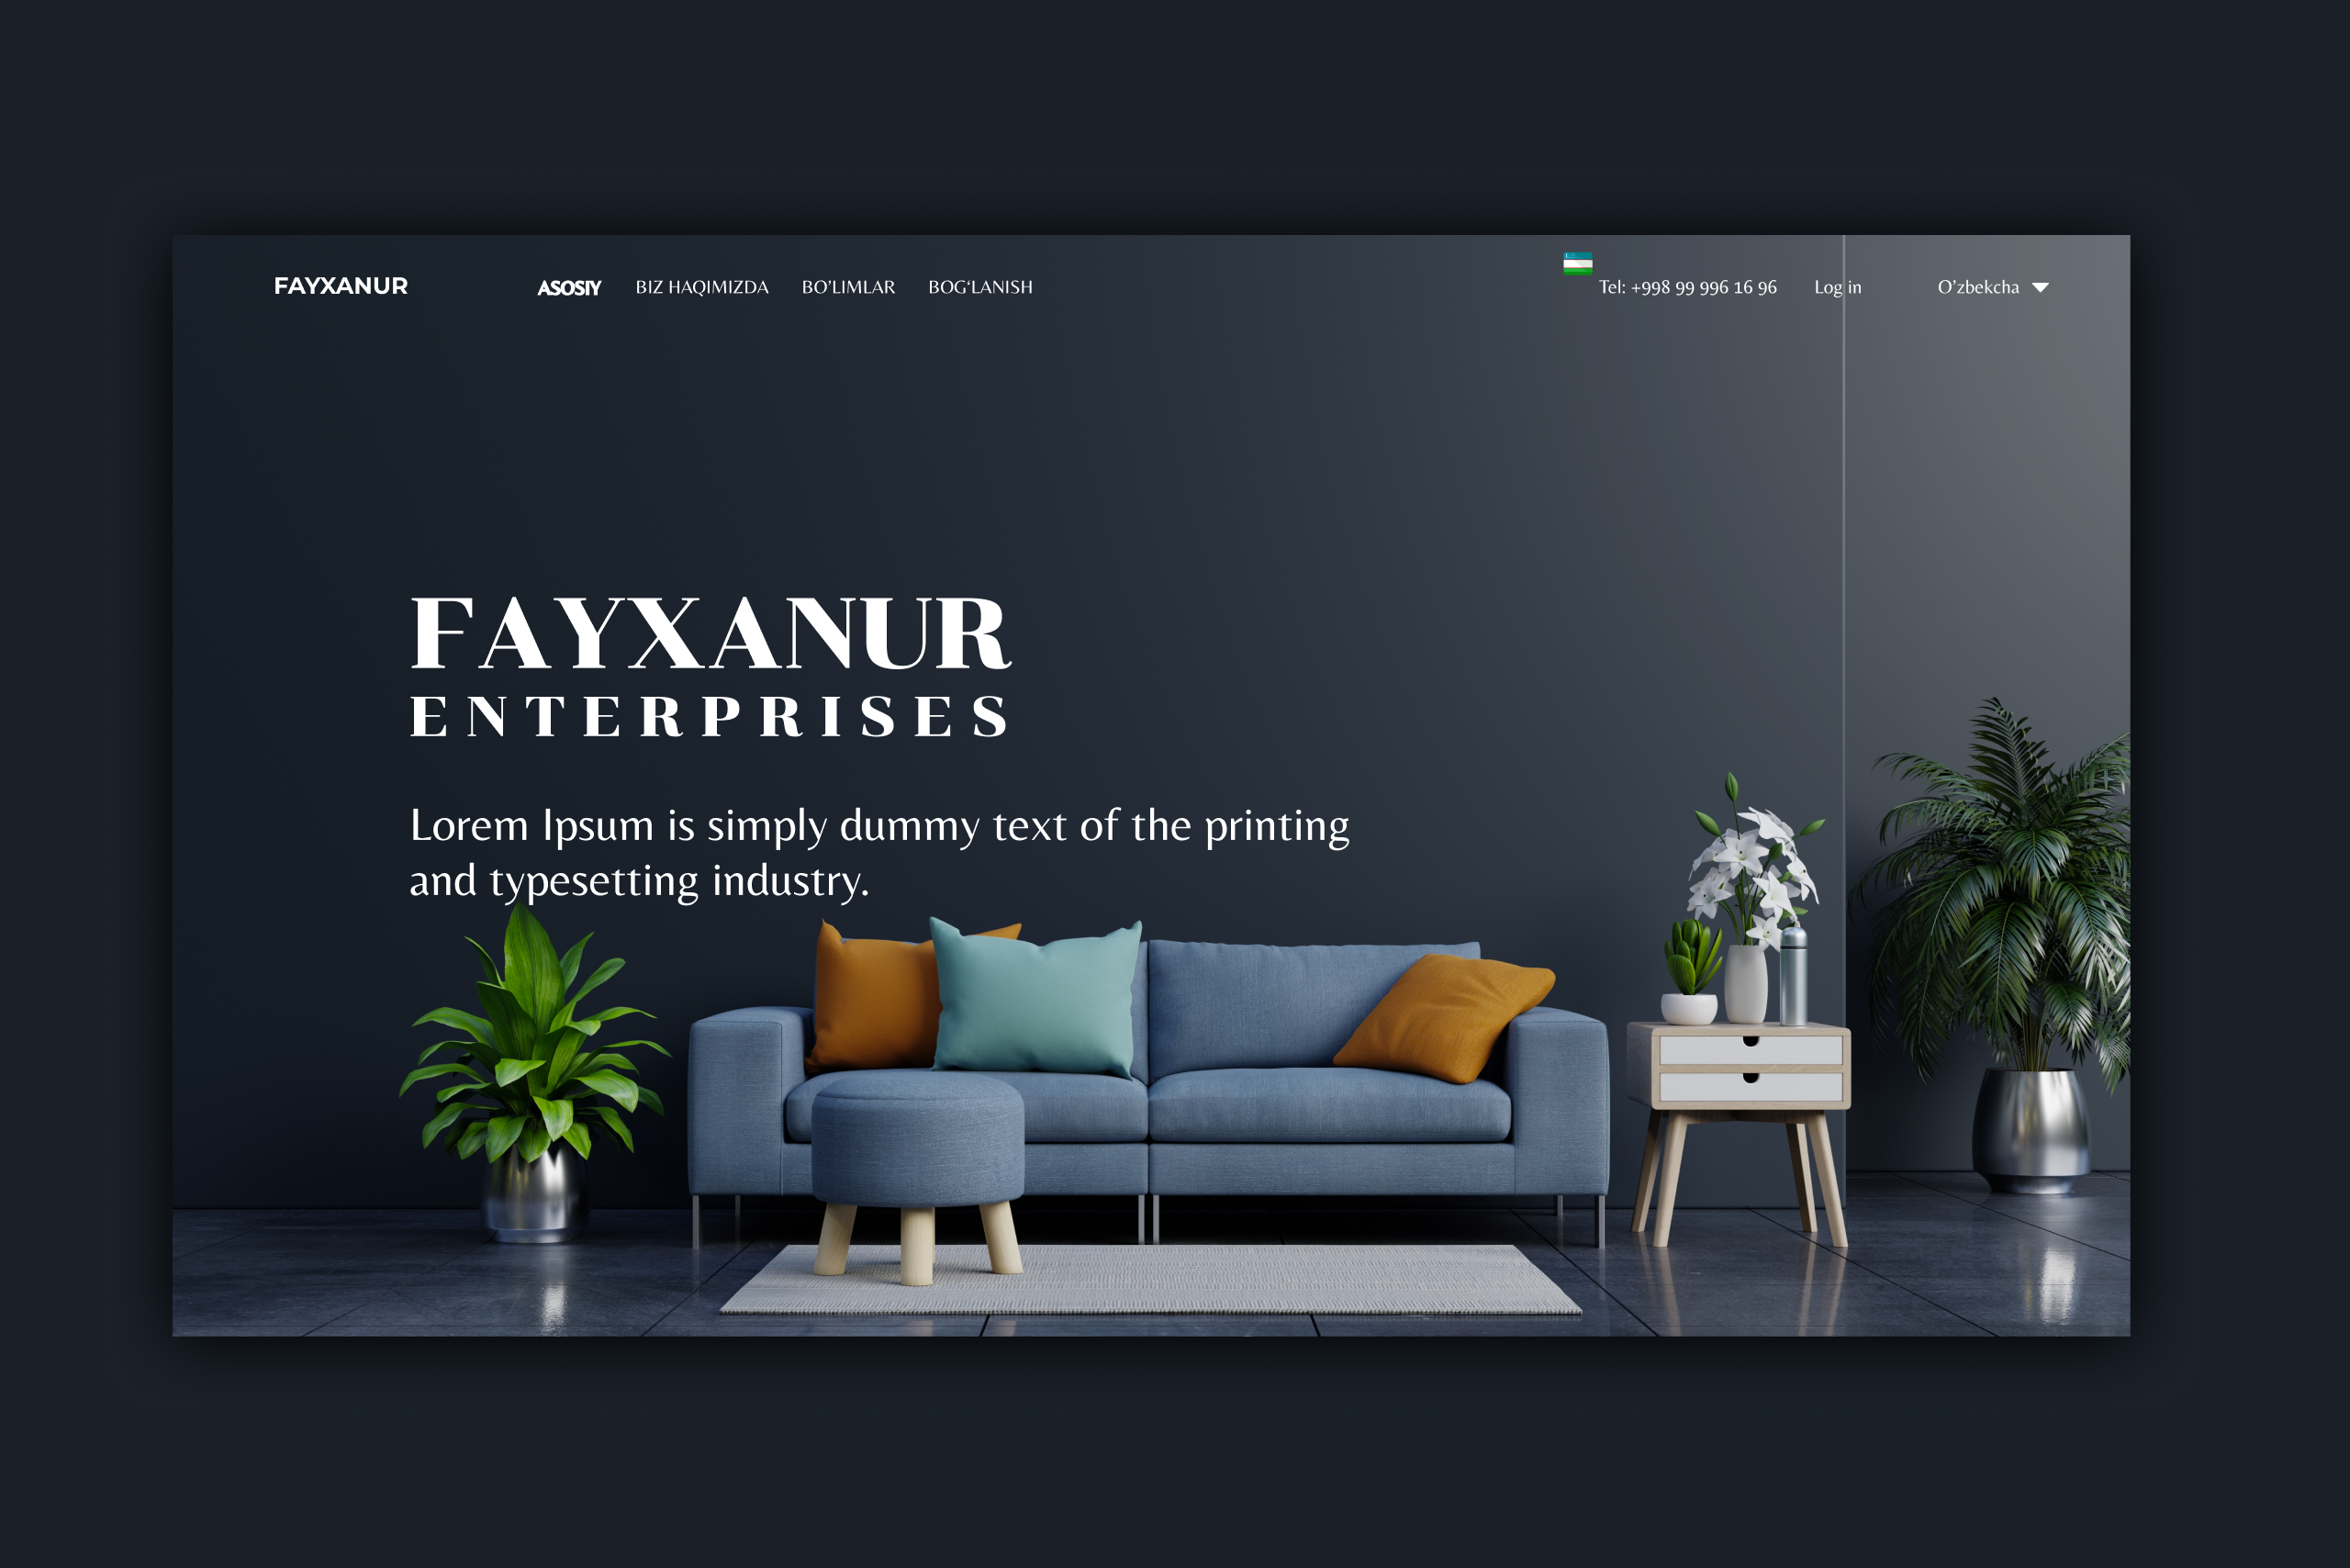 FAYXANUR
ASOSIY BIZ HAQIMIZDA BO’LIMLAR BOG‘LANISH
Tel: +998 99 996 16 96 Log in O’zbekcha
FAYXANUR
ENTERPRISES
Lorem Ipsum is simply dummy text of the printing
and typesetting industry.